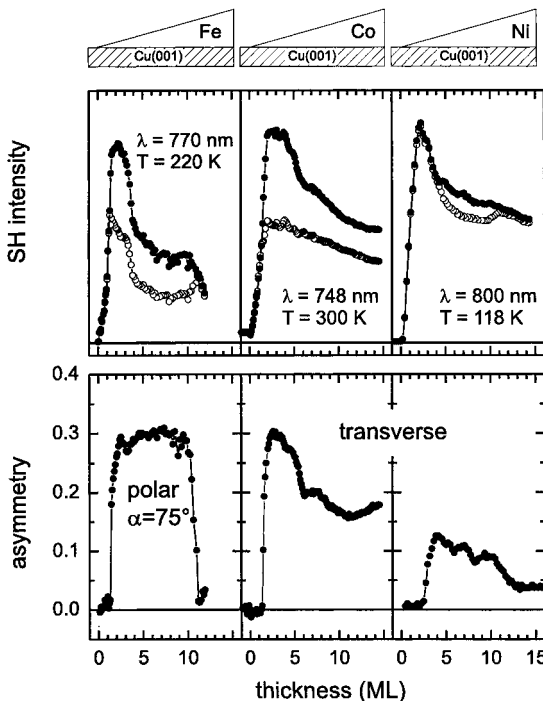 Fe Co Ni
Cu(001) Cu(001) Cu(001)
SH intensity
λ = 770 nm
T = 220 K
λ = 748 nm
T = 300 K
λ = 800 nm
T = 118 K
asymmetry
0.4
0.3
0.2
0.1
0.0
polar
α=75°
transverse
0 5 10 0 5 10 0 5 10 15
thickness (ML)